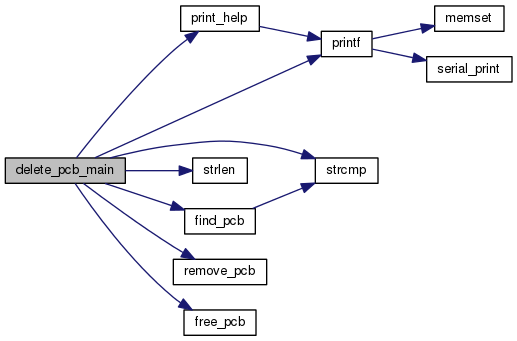 print_help
memset
printf
serial_print
delete_pcb_main
strlen
strcmp
find_pcb
remove_pcb
free_pcb